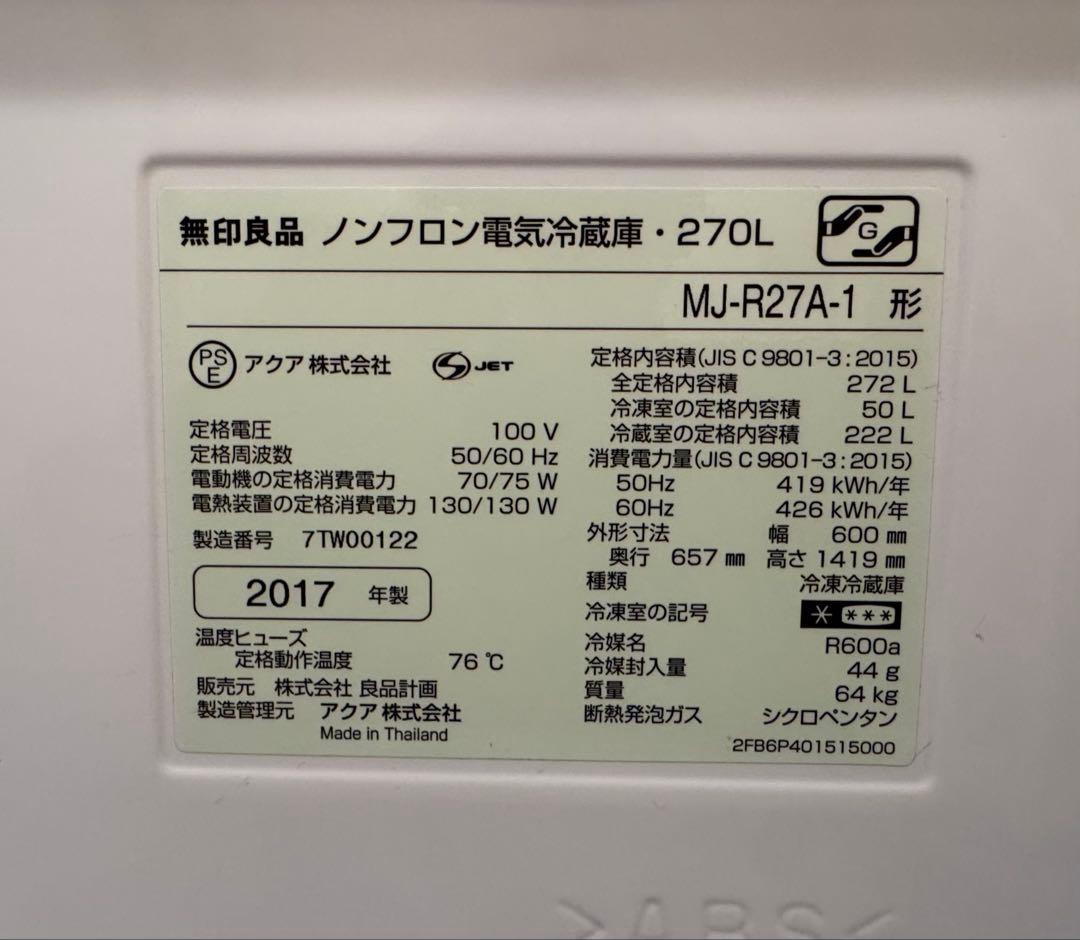 無印良品 ノンフロン電気冷蔵庫・270L
G
MJ-R27A-1 形
PS E アクア 株式会社 S JET
定格電圧 100 V
定格周波数 50/60 Hz
電動機の定格消費電力 70/75 W
電熱装置の定格消費電力 130/130 W
製造番号 7TW00122
2017 年製
温度ヒューズ
定格動作温度 76 ℃
販売元 株式会社 良品計画
製造管理元 アクア 株式会社
Made in Thailand
定格内容積(JIS C 9801-3:2015)
全定格内容積 272 L
冷凍室の定格内容積 50 L
冷蔵室の定格内容積 222 L
消費電力量(JIS C 9801-3:2015)
50Hz 419 kWh/年
60Hz 426 kWh/年
外形寸法 幅 600 ㎜
奥行 657 ㎜ 高さ 1419 ㎜
種類 冷凍冷蔵庫
冷凍室の記号 * ***
冷媒名 R600a
冷媒封入量 44 g
質量 64 kg
断熱発泡ガス シクロペンタン
2FB6P401515000
>ABS<